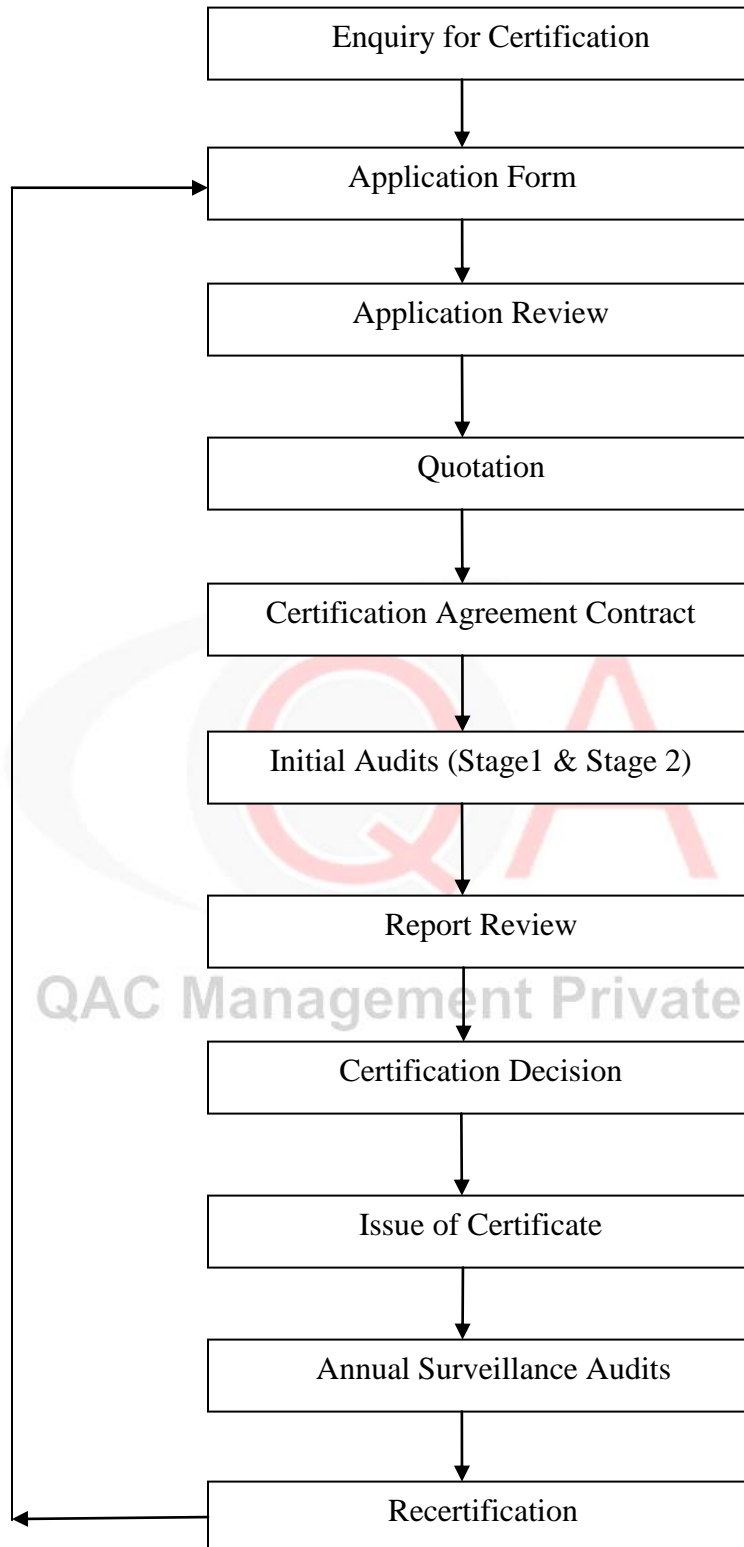 Enquiry for Certification
Application Form
Application Review
Quotation
Certification Agreement Contract
QA
Initial Audits (Stage1 & Stage 2)
Report Review
QAC Management Private
Certification Decision
Issue of Certificate
Annual Surveillance Audits
Recertification